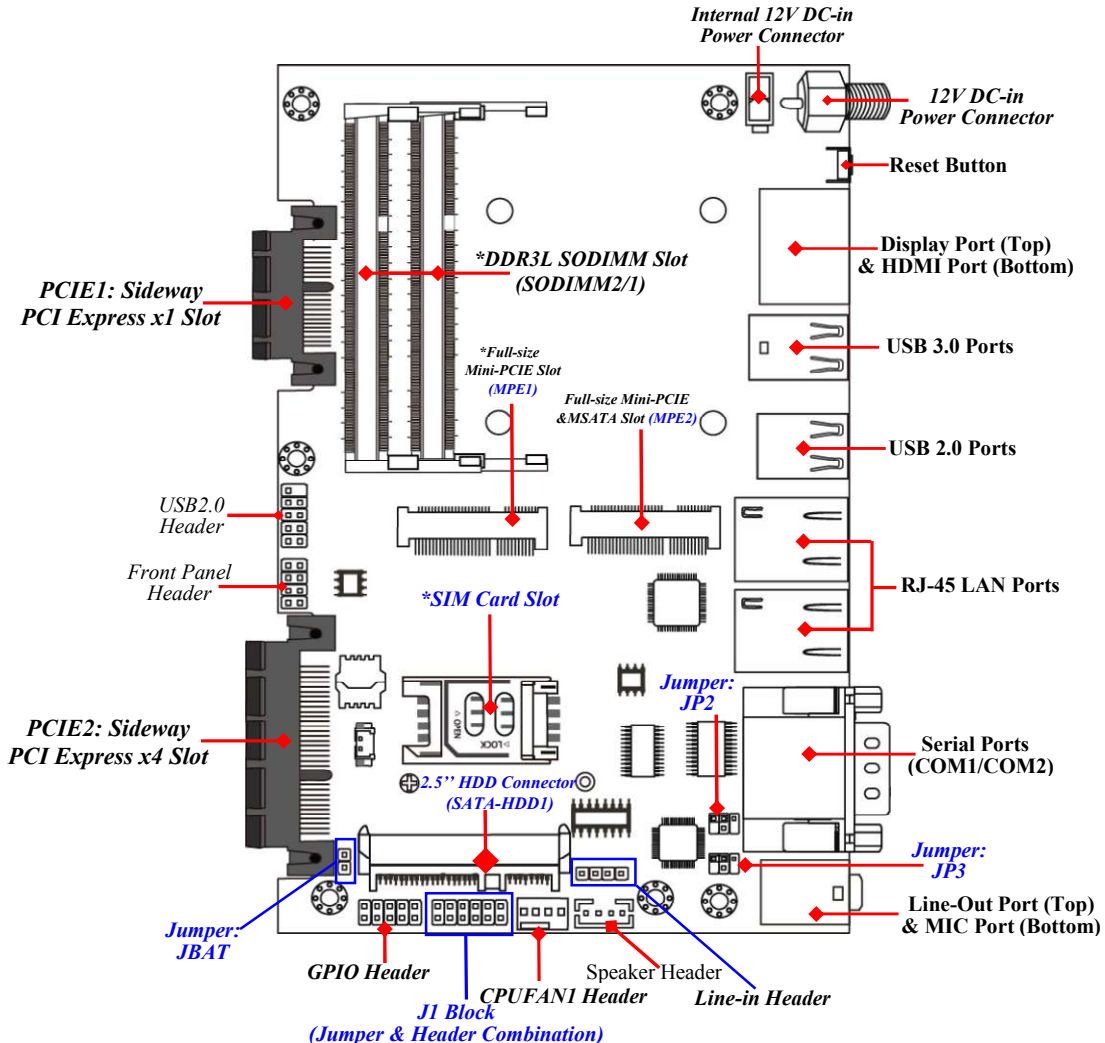 Internal 12V DC-in
Power Connector
12V DC-in
Power Connector
Reset Button
Display Port (Top)
& HDMI Port (Bottom)
*DDR3L SODIMM Slot
(SODIMM2/1)
PCIE1: Sideway
PCI Express x1 Slot
USB 3.0 Ports
*Full-size
Mini-PCIE Slot
(MPE1)
Full-size Mini-PCIE
&MSATA Slot (MPE2)
USB 2.0 Ports
USB2.0
Header
Front Panel
Header
RJ-45 LAN Ports
*SIM Card Slot
Jumper:
JP2
△ OPEN
▷LOCK
PCIE2: Sideway
PCI Express x4 Slot
Serial Ports
(COM1/COM2)
2.5’’ HDD Connector
(SATA-HDD1)
Jumper:
JP3
Line-Out Port (Top)
& MIC Port (Bottom)
Jumper:
JBAT
GPIO Header
Speaker Header
CPUFAN1 Header
Line-in Header
J1 Block
(Jumper & Header Combination)